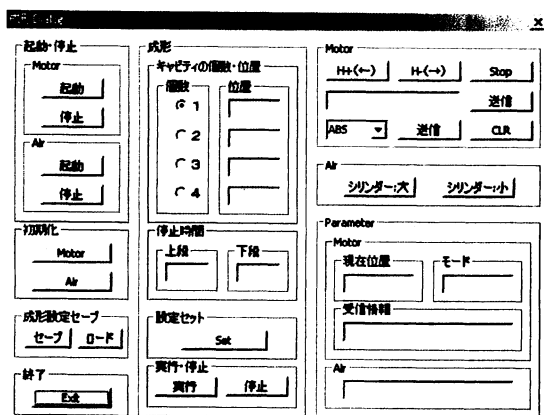 起動・停止
Motor
起動
停止
Air
起動
停止
初期化
Motor
Air
成形設定セーブ
セーブ
ロード
終了
Exit
成形
キャビティの個数・位置
個数
位置
1
2
3
4
停止時間
上段
下段
設定セット
Set
実行・停止
実行
停止
Motor
H+(←)
H-(→)
Stop
送信
ABS
送信
CLR
Air
シリンダー:大
シリンダー:小
Parameter
Motor
現在位置
モード
受信情報
Air